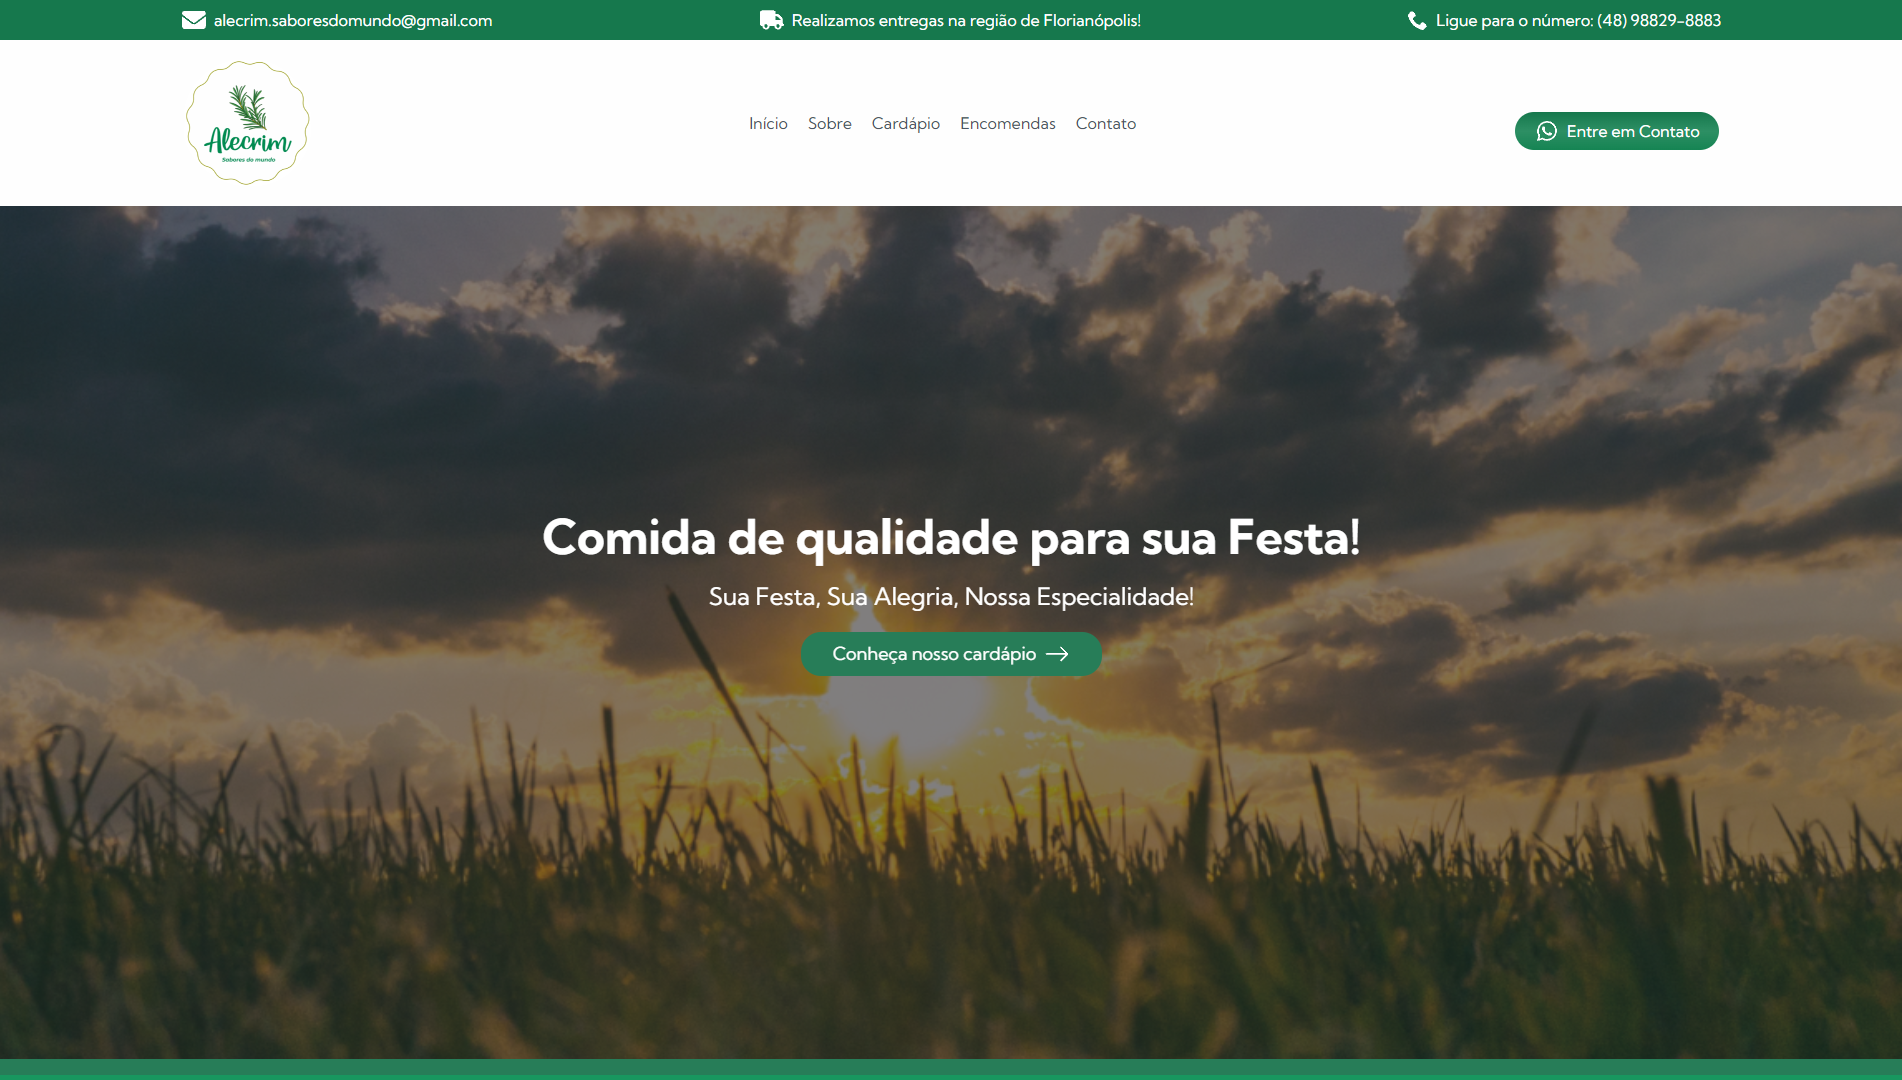 alecrim.saboresdomundo@gmail.com
Realizamos entregas na região de Florianópolis!
Ligue para o número: (48) 98829-8883
Alecrim
Sabores do mundo
Início
Sobre
Cardápio
Encomendas
Contato
Entre em Contato
Comida de qualidade para sua Festa!
Sua Festa, Sua Alegria, Nossa Especialidade!
Conheça nosso cardápio